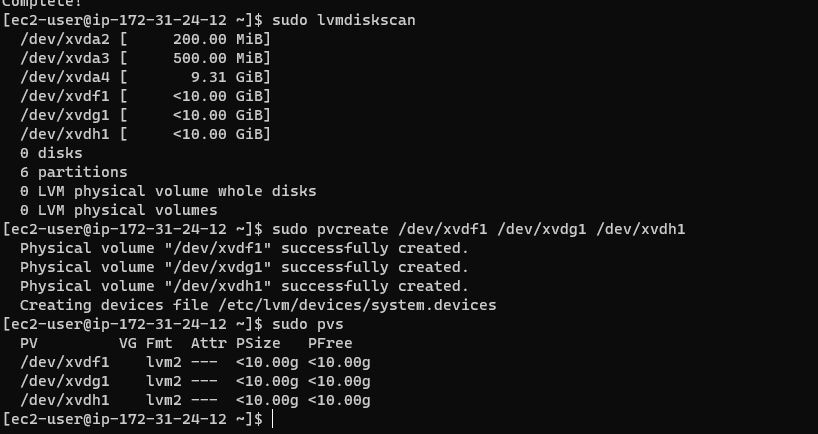 Complete!
[ec2-user@ip-172-31-24-12 ~]$ sudo lvmdiskscan
  /dev/xvda2 [     200.00 MiB]
  /dev/xvda3 [     500.00 MiB]
  /dev/xvda4 [       9.31 GiB]
  /dev/xvdf1 [     <10.00 GiB]
  /dev/xvdg1 [     <10.00 GiB]
  /dev/xvdh1 [     <10.00 GiB]
  0 disks
  6 partitions
  0 LVM physical volume whole disks
  0 LVM physical volumes
[ec2-user@ip-172-31-24-12 ~]$ sudo pvcreate /dev/xvdf1 /dev/xvdg1 /dev/xvdh1
  Physical volume "/dev/xvdf1" successfully created.
  Physical volume "/dev/xvdg1" successfully created.
  Physical volume "/dev/xvdh1" successfully created.
  Creating devices file /etc/lvm/devices/system.devices
[ec2-user@ip-172-31-24-12 ~]$ sudo pvs
  PV         VG Fmt  Attr PSize   PFree
  /dev/xvdf1    lvm2 ---  <10.00g <10.00g
  /dev/xvdg1    lvm2 ---  <10.00g <10.00g
  /dev/xvdh1    lvm2 ---  <10.00g <10.00g
[ec2-user@ip-172-31-24-12 ~]$